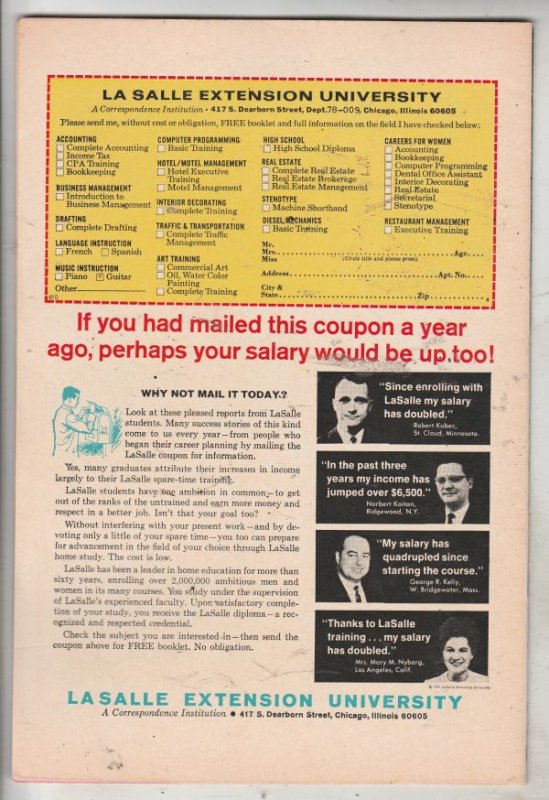 LA SALLE EXTENSION UNIVERSITY
A Correspondence Institution • 417 S. Dearborn Street, Dept. 78-009, Chicago, Illinois 60605
Please send me, without cost or obligation, FREE booklet and full information on the field I have checked below:
ACCOUNTING
Complete Accounting
Income Tax
CPA Training
Bookkeeping
BUSINESS MANAGEMENT
Introduction to
Business Management
DRAFTING
Complete Drafting
LANGUAGE INSTRUCTION
French Spanish
MUSIC INSTRUCTION
Piano Guitar
Other
COMPUTER PROGRAMMING
Basic Training
HOTEL/MOTEL MANAGEMENT
Hotel Executive
Training
Motel Management
INTERIOR DECORATING
Complete Training
TRAFFIC & TRANSPORTATION
Complete Traffic
Management
ART TRAINING
Commercial Art
Oil, Water Color
Painting
Complete Training
HIGH SCHOOL
High School Diploma
REAL ESTATE
Complete Real Estate
Real Estate Brokerage
Real Estate Management
STENOTYPE
Machine Shorthand
DIESEL MECHANICS
Basic Training
CAREERS FOR WOMEN
Accounting
Bookkeeping
Computer Programming
Dental Office Assistant
Interior Decorating
Real Estate
Secretarial
Stenotype
RESTAURANT MANAGEMENT
Executive Training
Mr.
Mrs. Age
Miss (Circle title and please print)
Address Apt. No.
City &
State Zip
If you had mailed this coupon a year
ago, perhaps your salary would be up too!
WHY NOT MAIL IT TODAY?
Look at these pleased reports from LaSalle
students. Many success stories of this kind
come to us every year—from people who
began their career planning by mailing the
LaSalle coupon for information.
Yes, many graduates attribute their increases in income
largely to their LaSalle spare-time training.
LaSalle students have one ambition in common—to get
out of the ranks of the untrained and earn more money and
respect in a better job. Isn't that your goal too?
Without interfering with your present work—and by de-
voting only a little of your spare time—you too can prepare
for advancement in the field of your choice through LaSalle
home study. The cost is low.
LaSalle has been a leader in home education for more than
sixty years, enrolling over 2,000,000 ambitious men and
women in its many courses. You study under the supervision
of LaSalle's experienced faculty. Upon satisfactory comple-
tion of your study, you receive the LaSalle diploma—a rec-
ognized and respected credential.
Check the subject you are interested in—then send the
coupon above for FREE booklet. No obligation.
"Since enrolling with
LaSalle my salary
has doubled."
Robert Kubec,
St. Cloud, Minnesota.
"In the past three
years my income has
jumped over $6,500."
Norbert Kaitan,
Ridgewood, N.Y.
"My salary has
quadrupled since
starting the course."
George R. Kelly,
W. Bridgewater, Mass.
"Thanks to LaSalle
training . . . my salary
has doubled."
Mrs. Mary M. Nyberg,
Los Angeles, Calif.
LASALLE EXTENSION UNIVERSITY
A Correspondence Institution • 417 S. Dearborn Street, Chicago, Illinois 60605